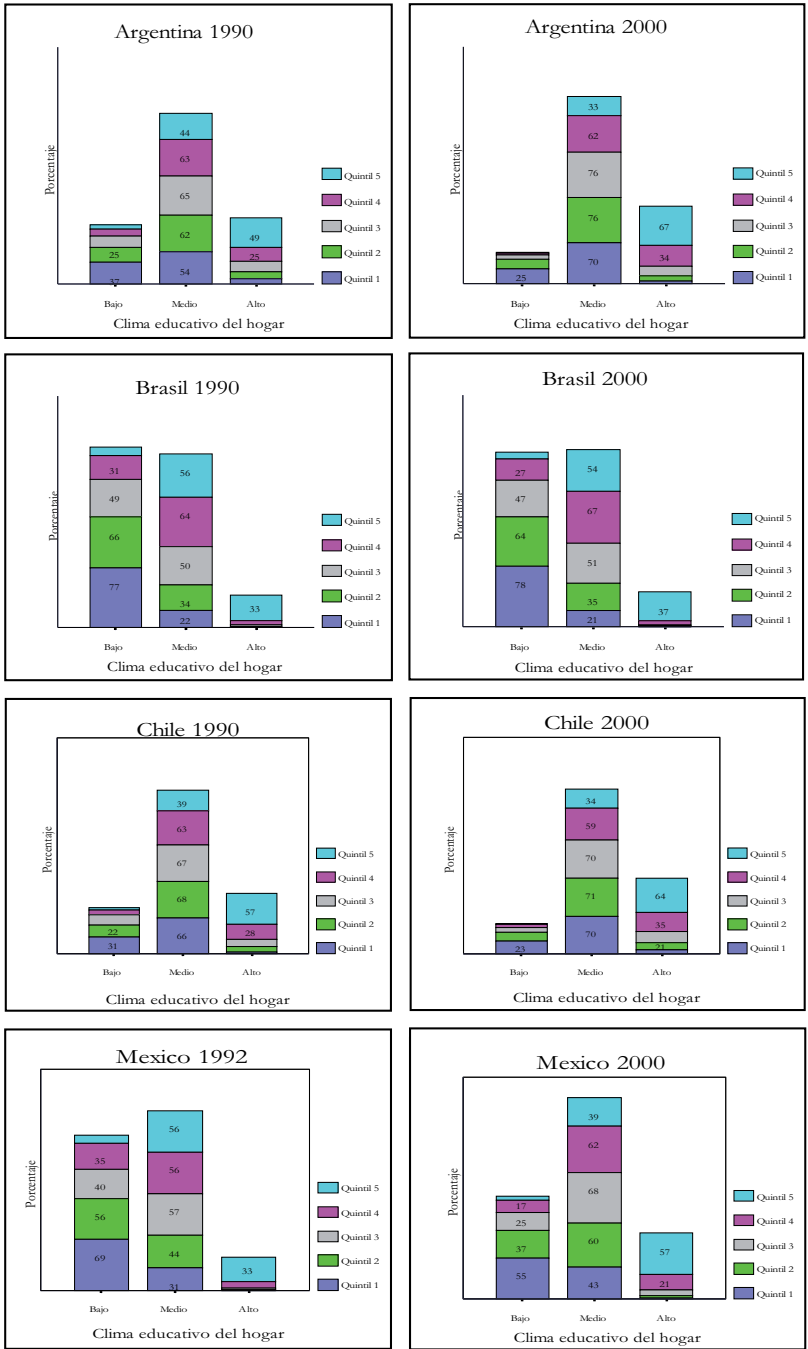 Argentina 1990
Porcentaje
44
63
65
62
54
25
37
49
25
Quintil 5
Quintil 4
Quintil 3
Quintil 2
Quintil 1
Bajo Medio Alto
Clima educativo del hogar
Argentina 2000
Porcentaje
33
62
76
76
70
25
67
34
Quintil 5
Quintil 4
Quintil 3
Quintil 2
Quintil 1
Bajo Medio Alto
Clima educativo del hogar
Brasil 1990
Porcentaje
31
49
66
77
56
64
50
34
22
33
Quintil 5
Quintil 4
Quintil 3
Quintil 2
Quintil 1
Bajo Medio Alto
Clima educativo del hogar
Brasil 2000
Porcentaje
27
47
64
78
54
67
51
35
21
37
Quintil 5
Quintil 4
Quintil 3
Quintil 2
Quintil 1
Bajo Medio Alto
Clima educativo del hogar
Chile 1990
Porcentaje
22
31
39
63
67
68
66
57
28
Quintil 5
Quintil 4
Quintil 3
Quintil 2
Quintil 1
Bajo Medio Alto
Clima educativo del hogar
Chile 2000
Porcentaje
23
34
59
70
71
70
64
35
21
Quintil 5
Quintil 4
Quintil 3
Quintil 2
Quintil 1
Bajo Medio Alto
Clima educativo del hogar
Mexico 1992
Porcentaje
35
40
56
69
56
56
57
44
31
33
Quintil 5
Quintil 4
Quintil 3
Quintil 2
Quintil 1
Bajo Medio Alto
Clima educativo del hogar
Mexico 2000
Porcentaje
17
25
37
55
39
62
68
60
43
57
21
Quintil 5
Quintil 4
Quintil 3
Quintil 2
Quintil 1
Bajo Medio Alto
Clima educativo del hogar